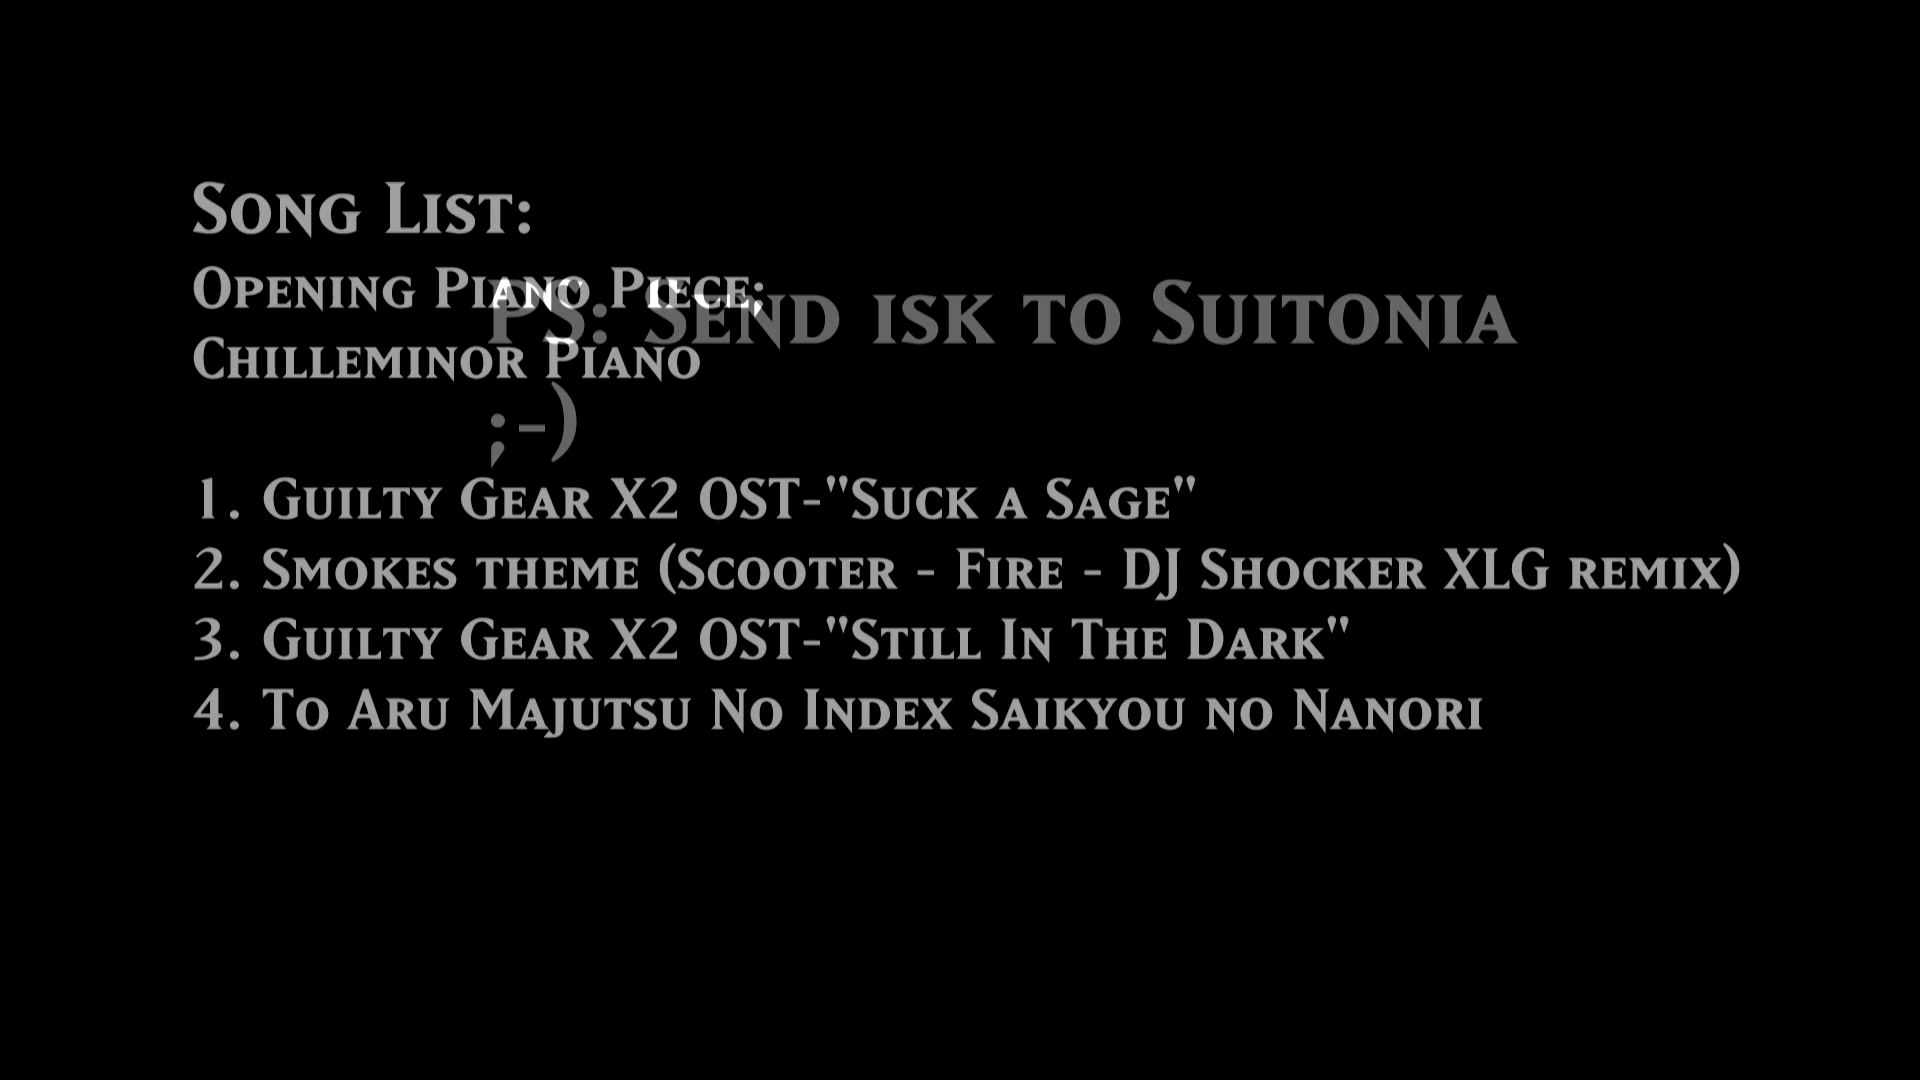 Song List:
Opening Piano Piece;
PS: Send isk to Suitonia
Chilleminor Piano
;-)
1. Guilty Gear X2 OST-"Suck a Sage"
2. Smokes theme (Scooter - Fire - DJ Shocker XLG remix)
3. Guilty Gear X2 OST-"Still In The Dark"
4. To Aru Majutsu No Index Saikyou no Nanori